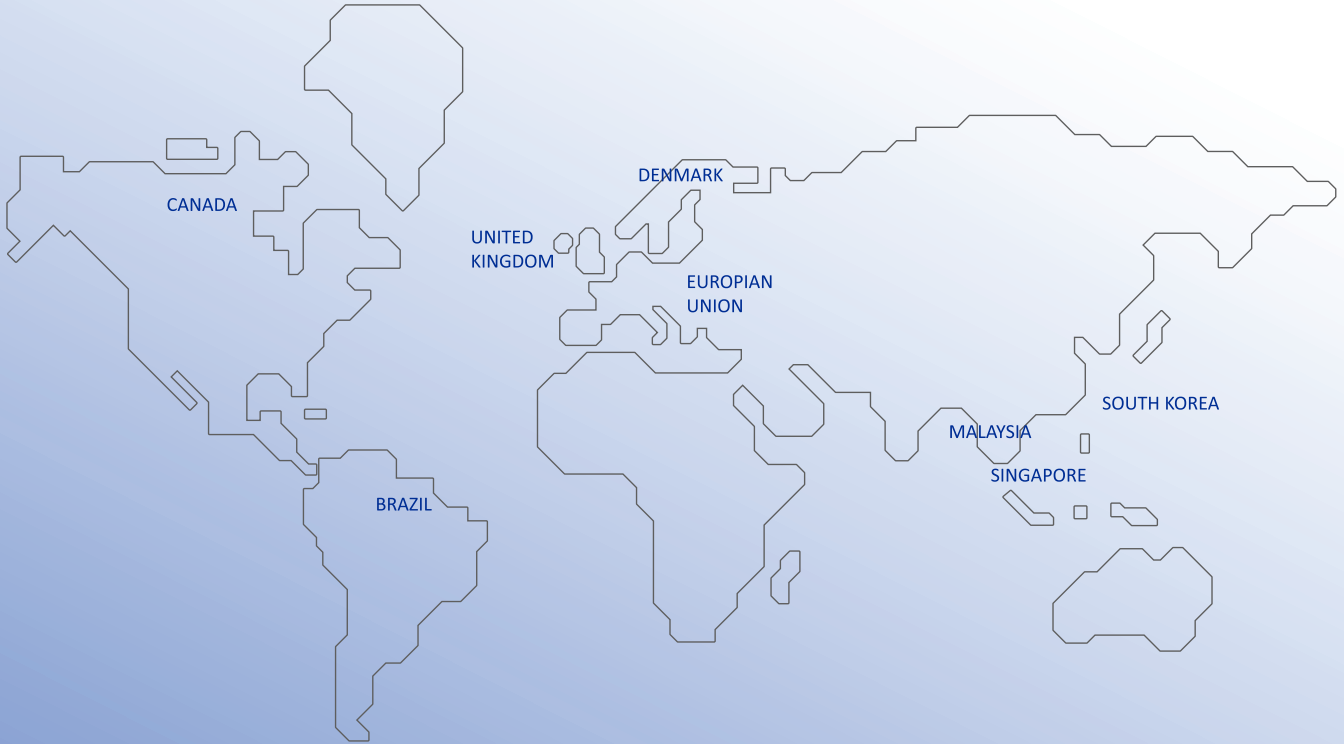 DENMARK
CANADA
UNITED
KINGDOM
EUROPIAN
UNION
SOUTH KOREA
MALAYSIA
SINGAPORE
BRAZIL